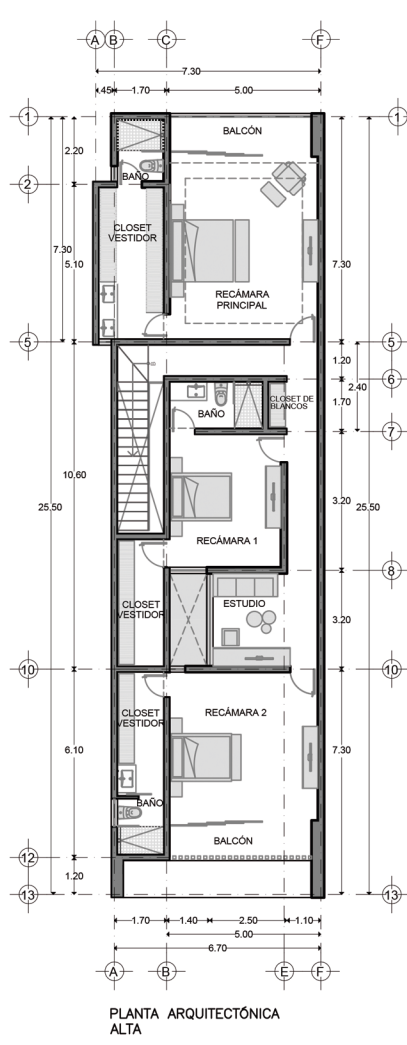 A B C F
7.30
.45 1.70 5.00
1 1
BALCÓN
2.20
BAÑO
2
CLOSET
VESTIDOR
7.30
5.10
7.30
RECÁMARA
PRINCIPAL
5 5
1.20
6
2.40
CLOSET DE
BLANCOS
1.70
BAÑO
7
10.60
25.50
3.20
25.50
RECÁMARA 1
8
CLOSET
VESTIDOR
ESTUDIO
3.20
10 10
CLOSET
VESTIDOR
RECÁMARA 2
6.10
7.30
BAÑO
BALCÓN
12
1.20
13 13
1.70 1.40 2.50 1.10
5.00
6.70
A B E F
PLANTA ARQUITECTÓNICA
ALTA